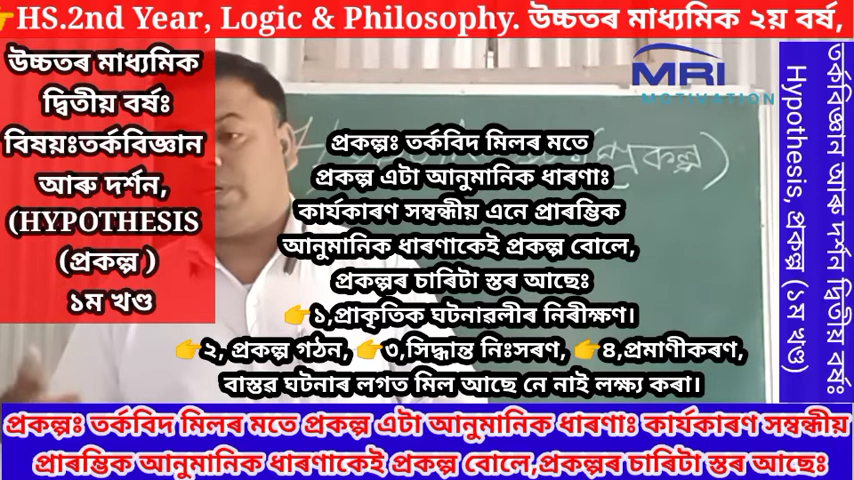 👉HS.2nd Year, Logic & Philosophy. উচ্চতৰ মাধ্যমিক ২য় বৰ্ষ,
উচ্চতৰ মাধ্যমিক
দ্বিতীয় বৰ্ষঃ
বিষয়ঃতৰ্কবিজ্ঞান
আৰু দৰ্শন,
(HYPOTHESIS
(প্ৰকল্প )
১ম খণ্ড
MRI
MOTIVATION
প্ৰকল্প)
প্ৰকল্পঃ তৰ্কবিদ মিলৰ মতে
প্ৰকল্প এটা আনুমানিক ধাৰণাঃ
কাৰ্যকাৰণ সম্বন্ধীয় এনে প্ৰাৰম্ভিক
আনুমানিক ধাৰণাকেই প্ৰকল্প বোলে,
প্ৰকল্পৰ চাৰিটা স্তৰ আছেঃ
👉১,প্ৰাকৃতিক ঘটনাৱলীৰ নিৰীক্ষণ।
👉২, প্ৰকল্প গঠন, 👉৩,সিদ্ধান্ত নিঃসৰণ, 👉৪,প্ৰমাণীকৰণ,
বাস্তৱ ঘটনাৰ লগত মিল আছে নে নাই লক্ষ্য কৰা।
তৰ্কবিজ্ঞান আৰু দৰ্শন দ্বিতীয় বৰ্ষঃ
Hypothesis, প্ৰকল্প (১ম খণ্ড)
প্ৰকল্পঃ তৰ্কবিদ মিলৰ মতে প্ৰকল্প এটা আনুমানিক ধাৰণাঃ কাৰ্যকাৰণ সম্বন্ধীয়
প্ৰাৰম্ভিক আনুমানিক ধাৰণাকেই প্ৰকল্প বোলে,প্ৰকল্পৰ চাৰিটা স্তৰ আছেঃ